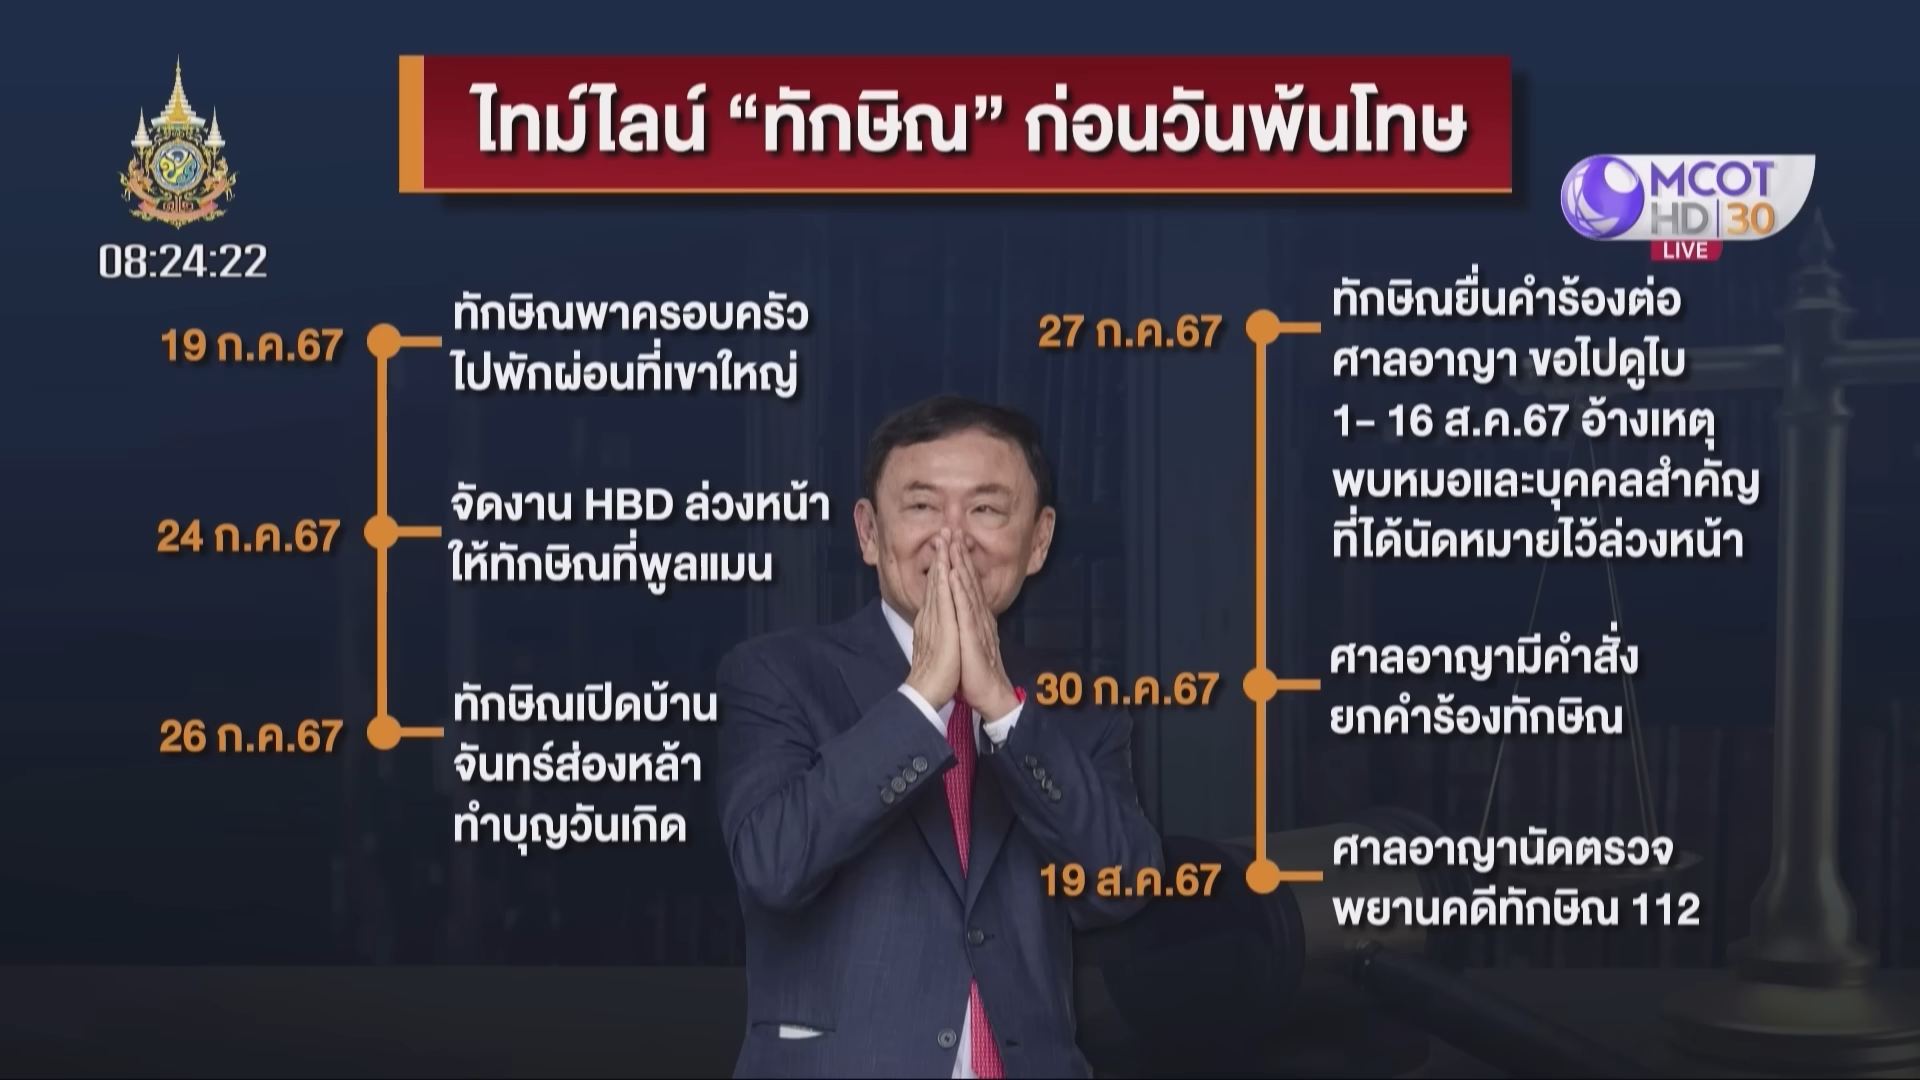 ไทม์ไลน์ “ทักษิณ” ก่อนวันพ้นโทษ
MCOT
HD 30
LIVE
08:24:22
19 ก.ค.67
ทักษิณพาครอบครัว
ไปพักผ่อนที่เขาใหญ่
24 ก.ค.67
จัดงาน HBD ล่วงหน้า
ให้ทักษิณที่พูลแมน
26 ก.ค.67
ทักษิณเปิดบ้าน
จันทร์ส่องหล้า
ทำบุญวันเกิด
27 ก.ค.67
ทักษิณยื่นคำร้องต่อ
ศาลอาญา ขอไปดูไบ
1- 16 ส.ค.67 อ้างเหตุ
พบหมอและบุคคลสำคัญ
ที่ได้นัดหมายไว้ล่วงหน้า
30 ก.ค.67
ศาลอาญามีคำสั่ง
ยกคำร้องทักษิณ
19 ส.ค.67
ศาลอาญานัดตรวจ
พยานคดีทักษิณ 112